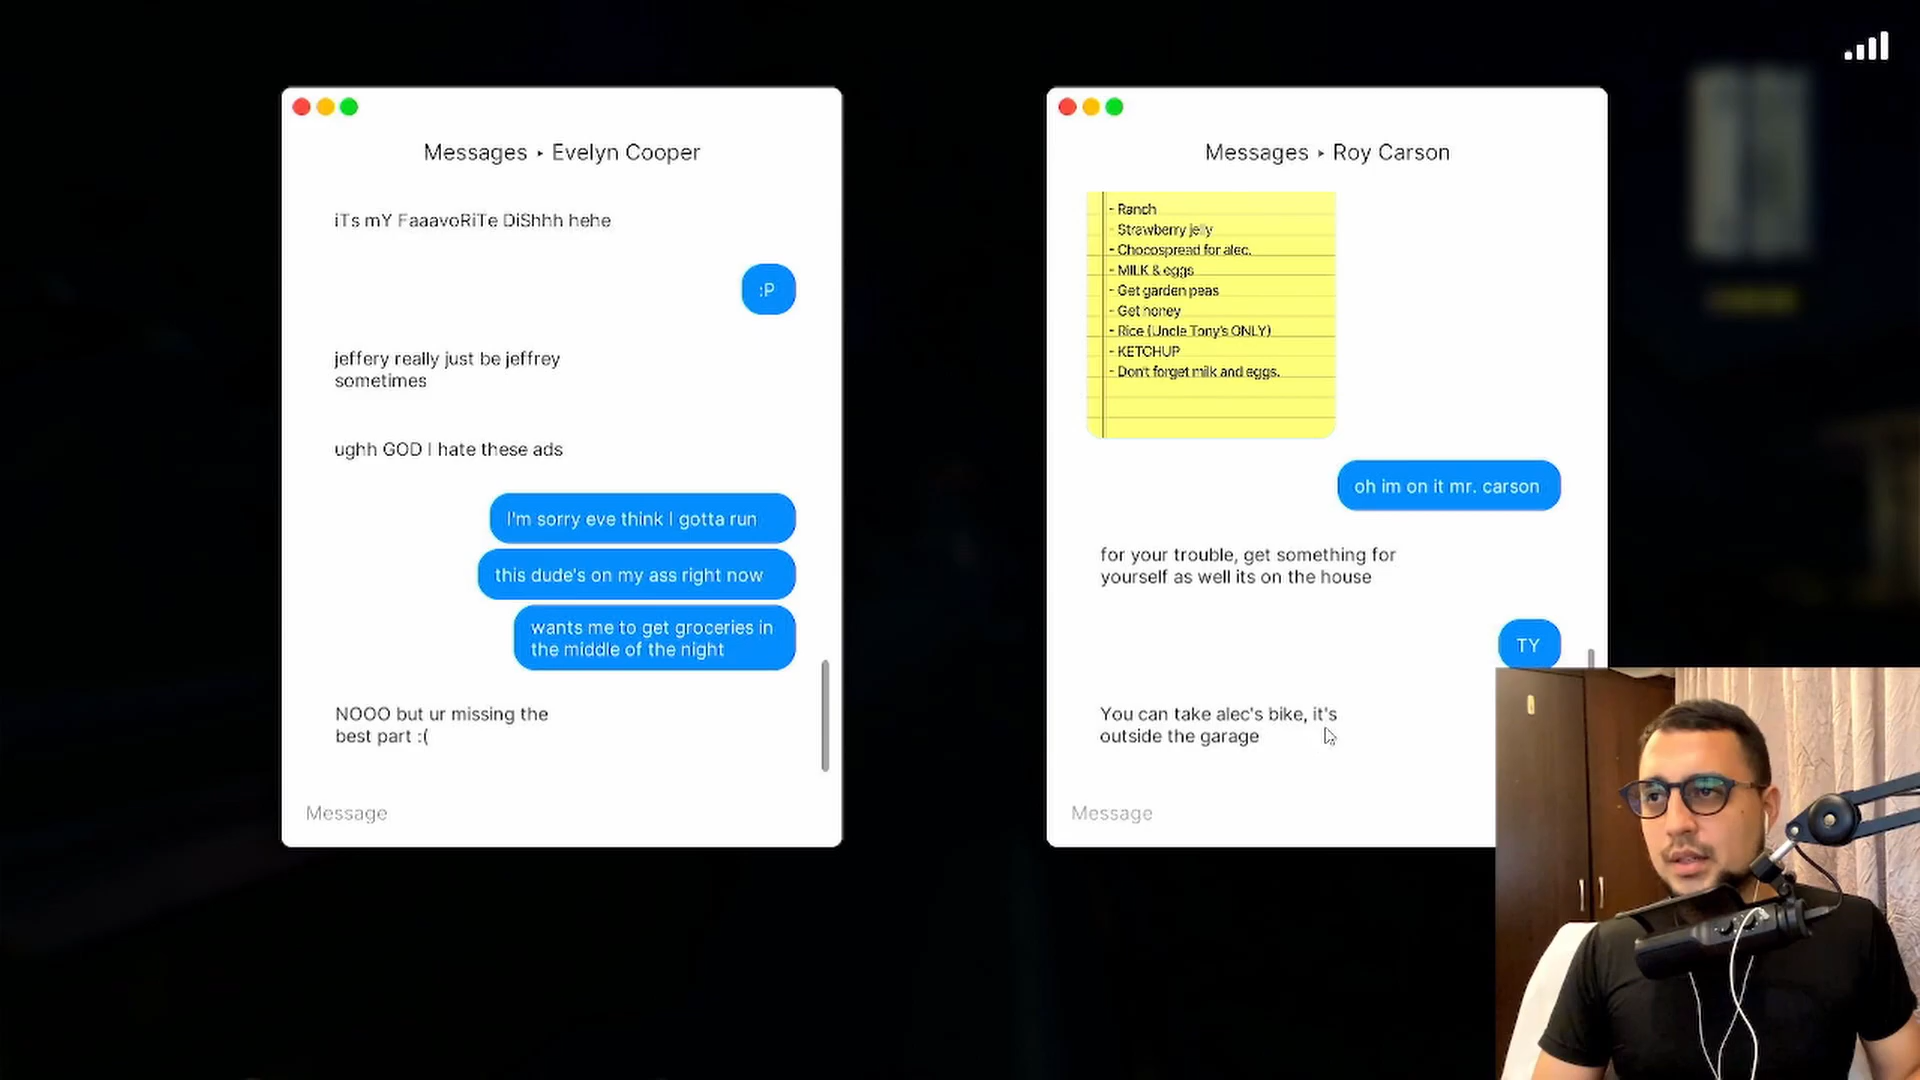 Messages ‣ Evelyn Cooper
iTs mY FaaavoRiTe DiShhh hehe
:P
jeffery really just be jeffrey
sometimes
ughh GOD I hate these ads
I'm sorry eve think I gotta run
this dude's on my ass right now
wants me to get groceries in
the middle of the night
NOOO but ur missing the
best part :(
Message
Messages ‣ Roy Carson
- Ranch
- Strawberry jelly
- Chocospread for alec.
- MILK & eggs
- Get garden peas
- Get honey
- Rice (Uncle Tony's ONLY)
- KETCHUP
- Don't forget milk and eggs.
oh im on it mr. carson
for your trouble, get something for
yourself as well its on the house
TY
You can take alec's bike, it's
outside the garage
Message